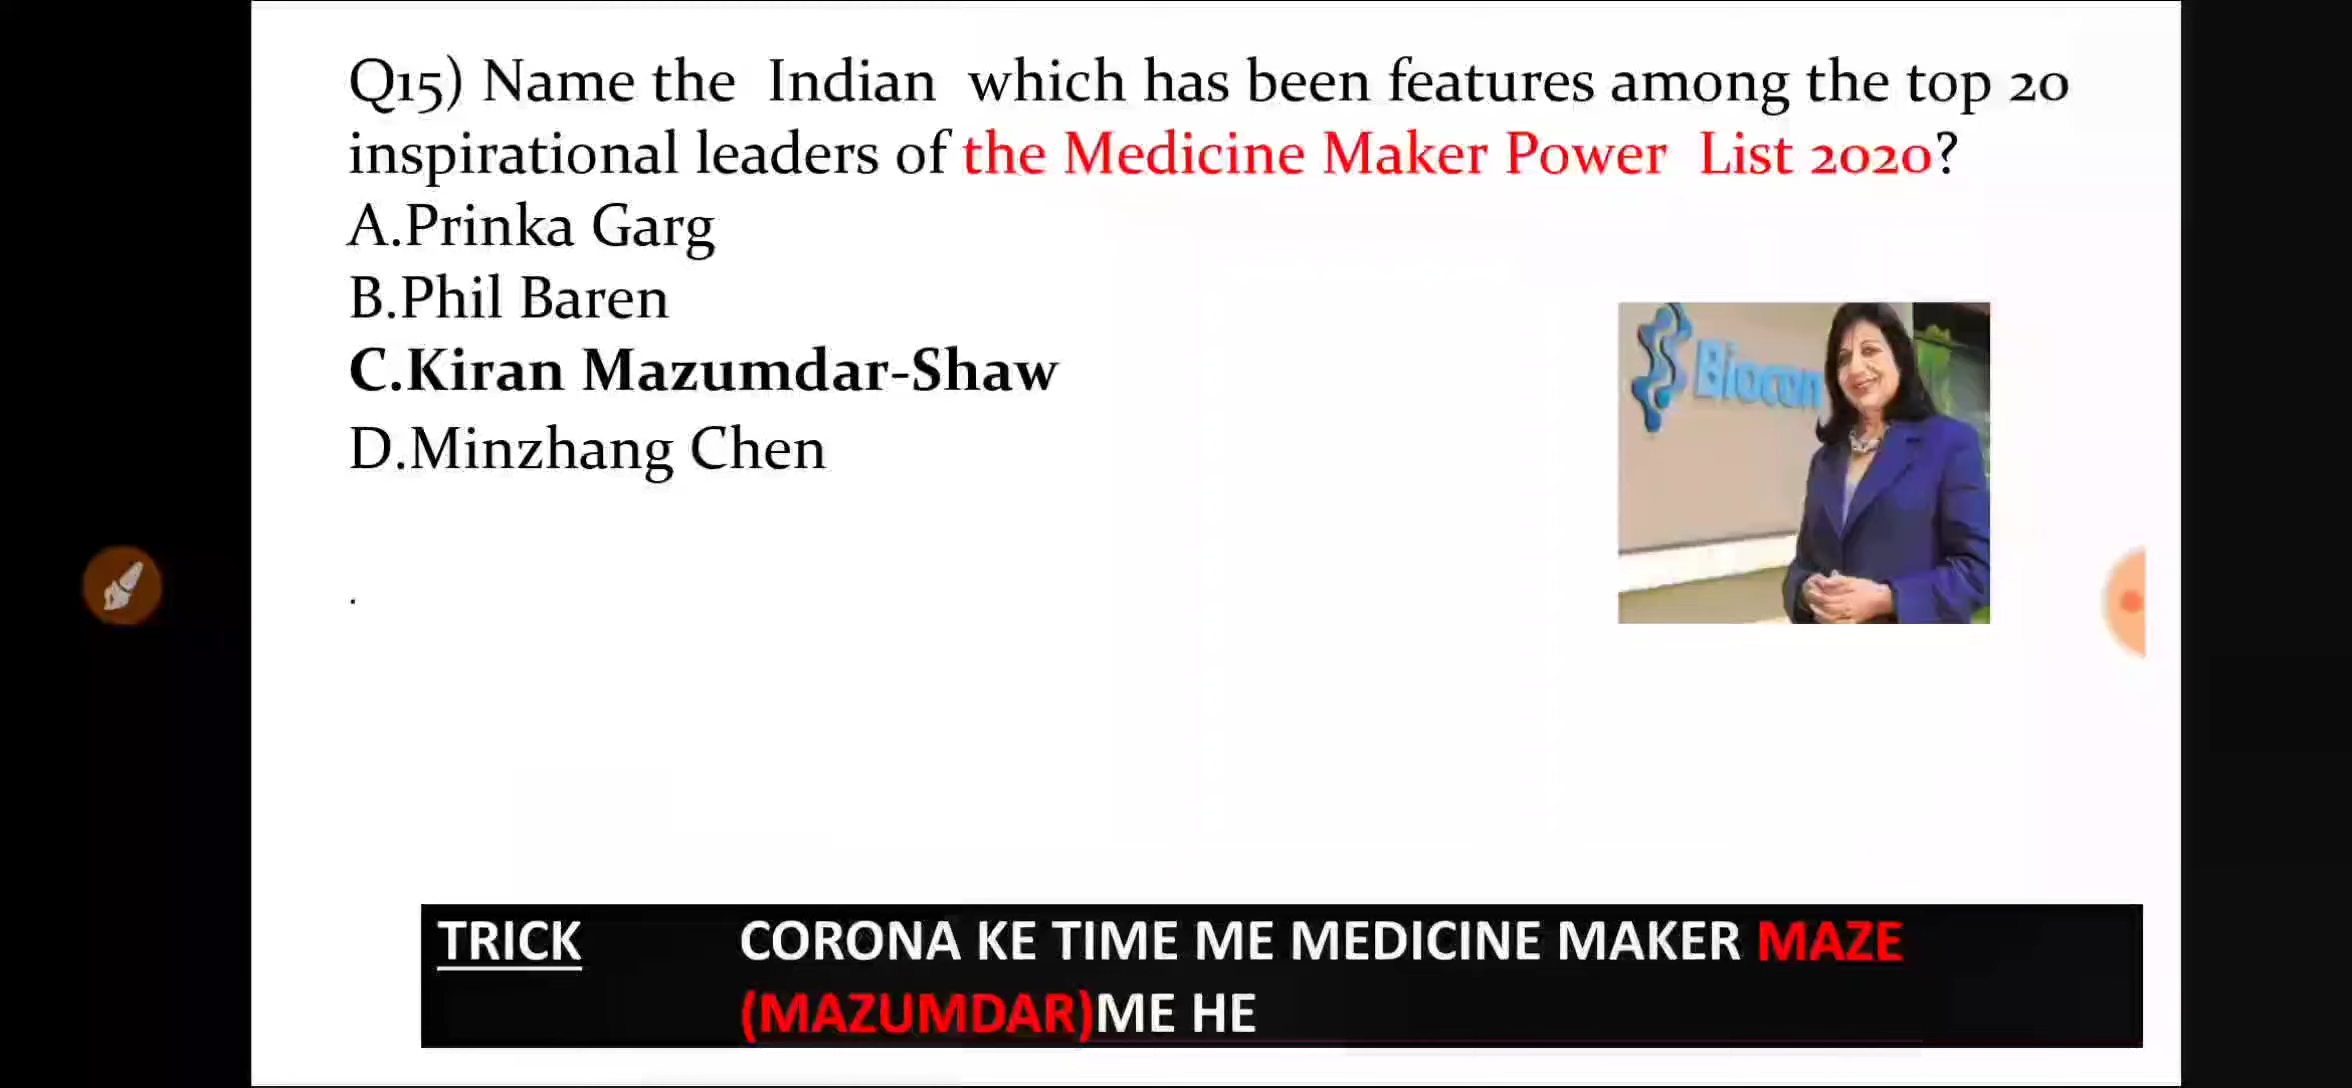 Q15) Name the Indian which has been features among the top 20
inspirational leaders of the Medicine Maker Power List 2020?
A.Prinka Garg
B.Phil Baren
C.Kiran Mazumdar-Shaw
D.Minzhang Chen
Biocon
.
TRICK CORONA KE TIME ME MEDICINE MAKER MAZE
(MAZUMDAR)ME HE